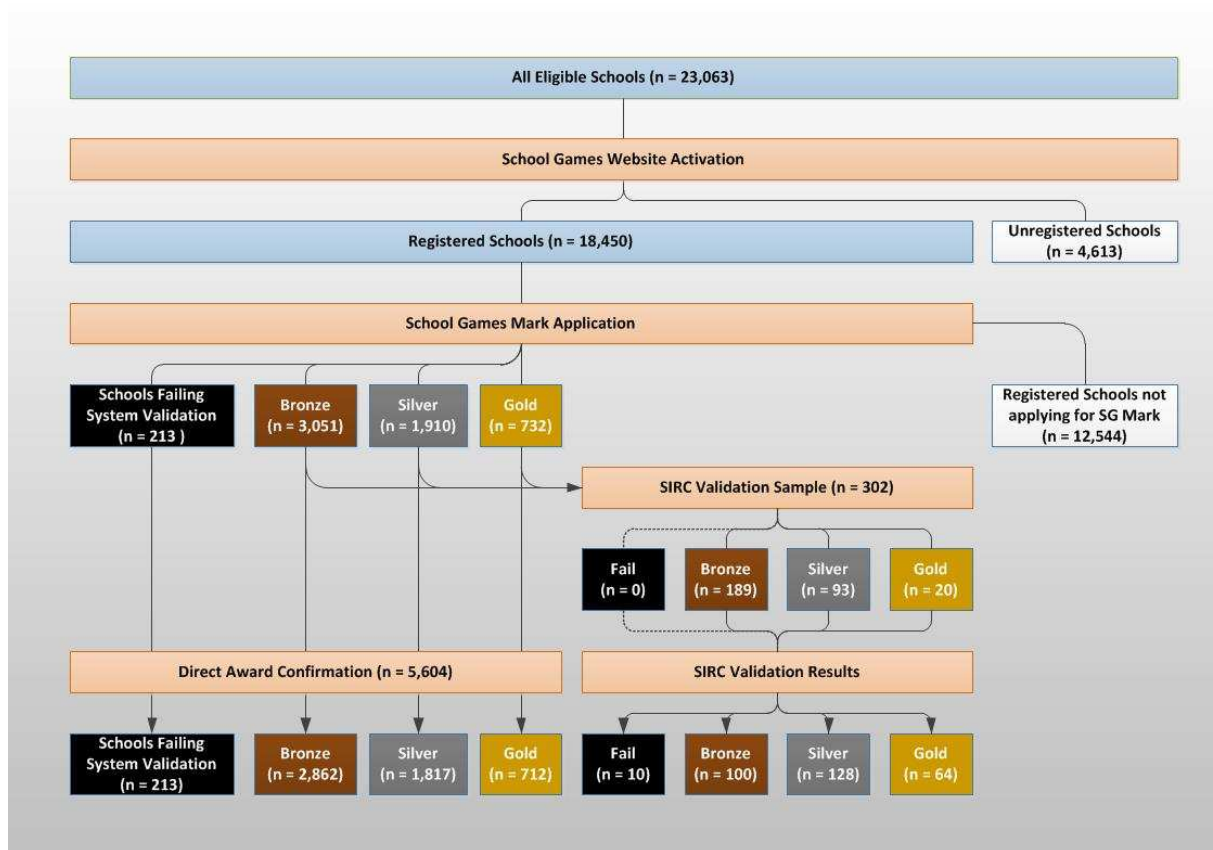 All Eligible Schools (n = 23,063)
School Games Website Activation
Registered Schools (n = 18,450)
Unregistered Schools
(n = 4,613)
School Games Mark Application
Schools Failing
System Validation
(n = 213 )
Bronze
(n = 3,051)
Silver
(n = 1,910)
Gold
(n = 732)
Registered Schools not
applying for SG Mark
(n = 12,544)
SIRC Validation Sample (n = 302)
Fail
(n = 0)
Bronze
(n = 189)
Silver
(n = 93)
Gold
(n = 20)
Direct Award Confirmation (n = 5,604)
SIRC Validation Results
Schools Failing
System Validation
(n = 213)
Bronze
(n = 2,862)
Silver
(n = 1,817)
Gold
(n = 712)
Fail
(n = 10)
Bronze
(n = 100)
Silver
(n = 128)
Gold
(n = 64)